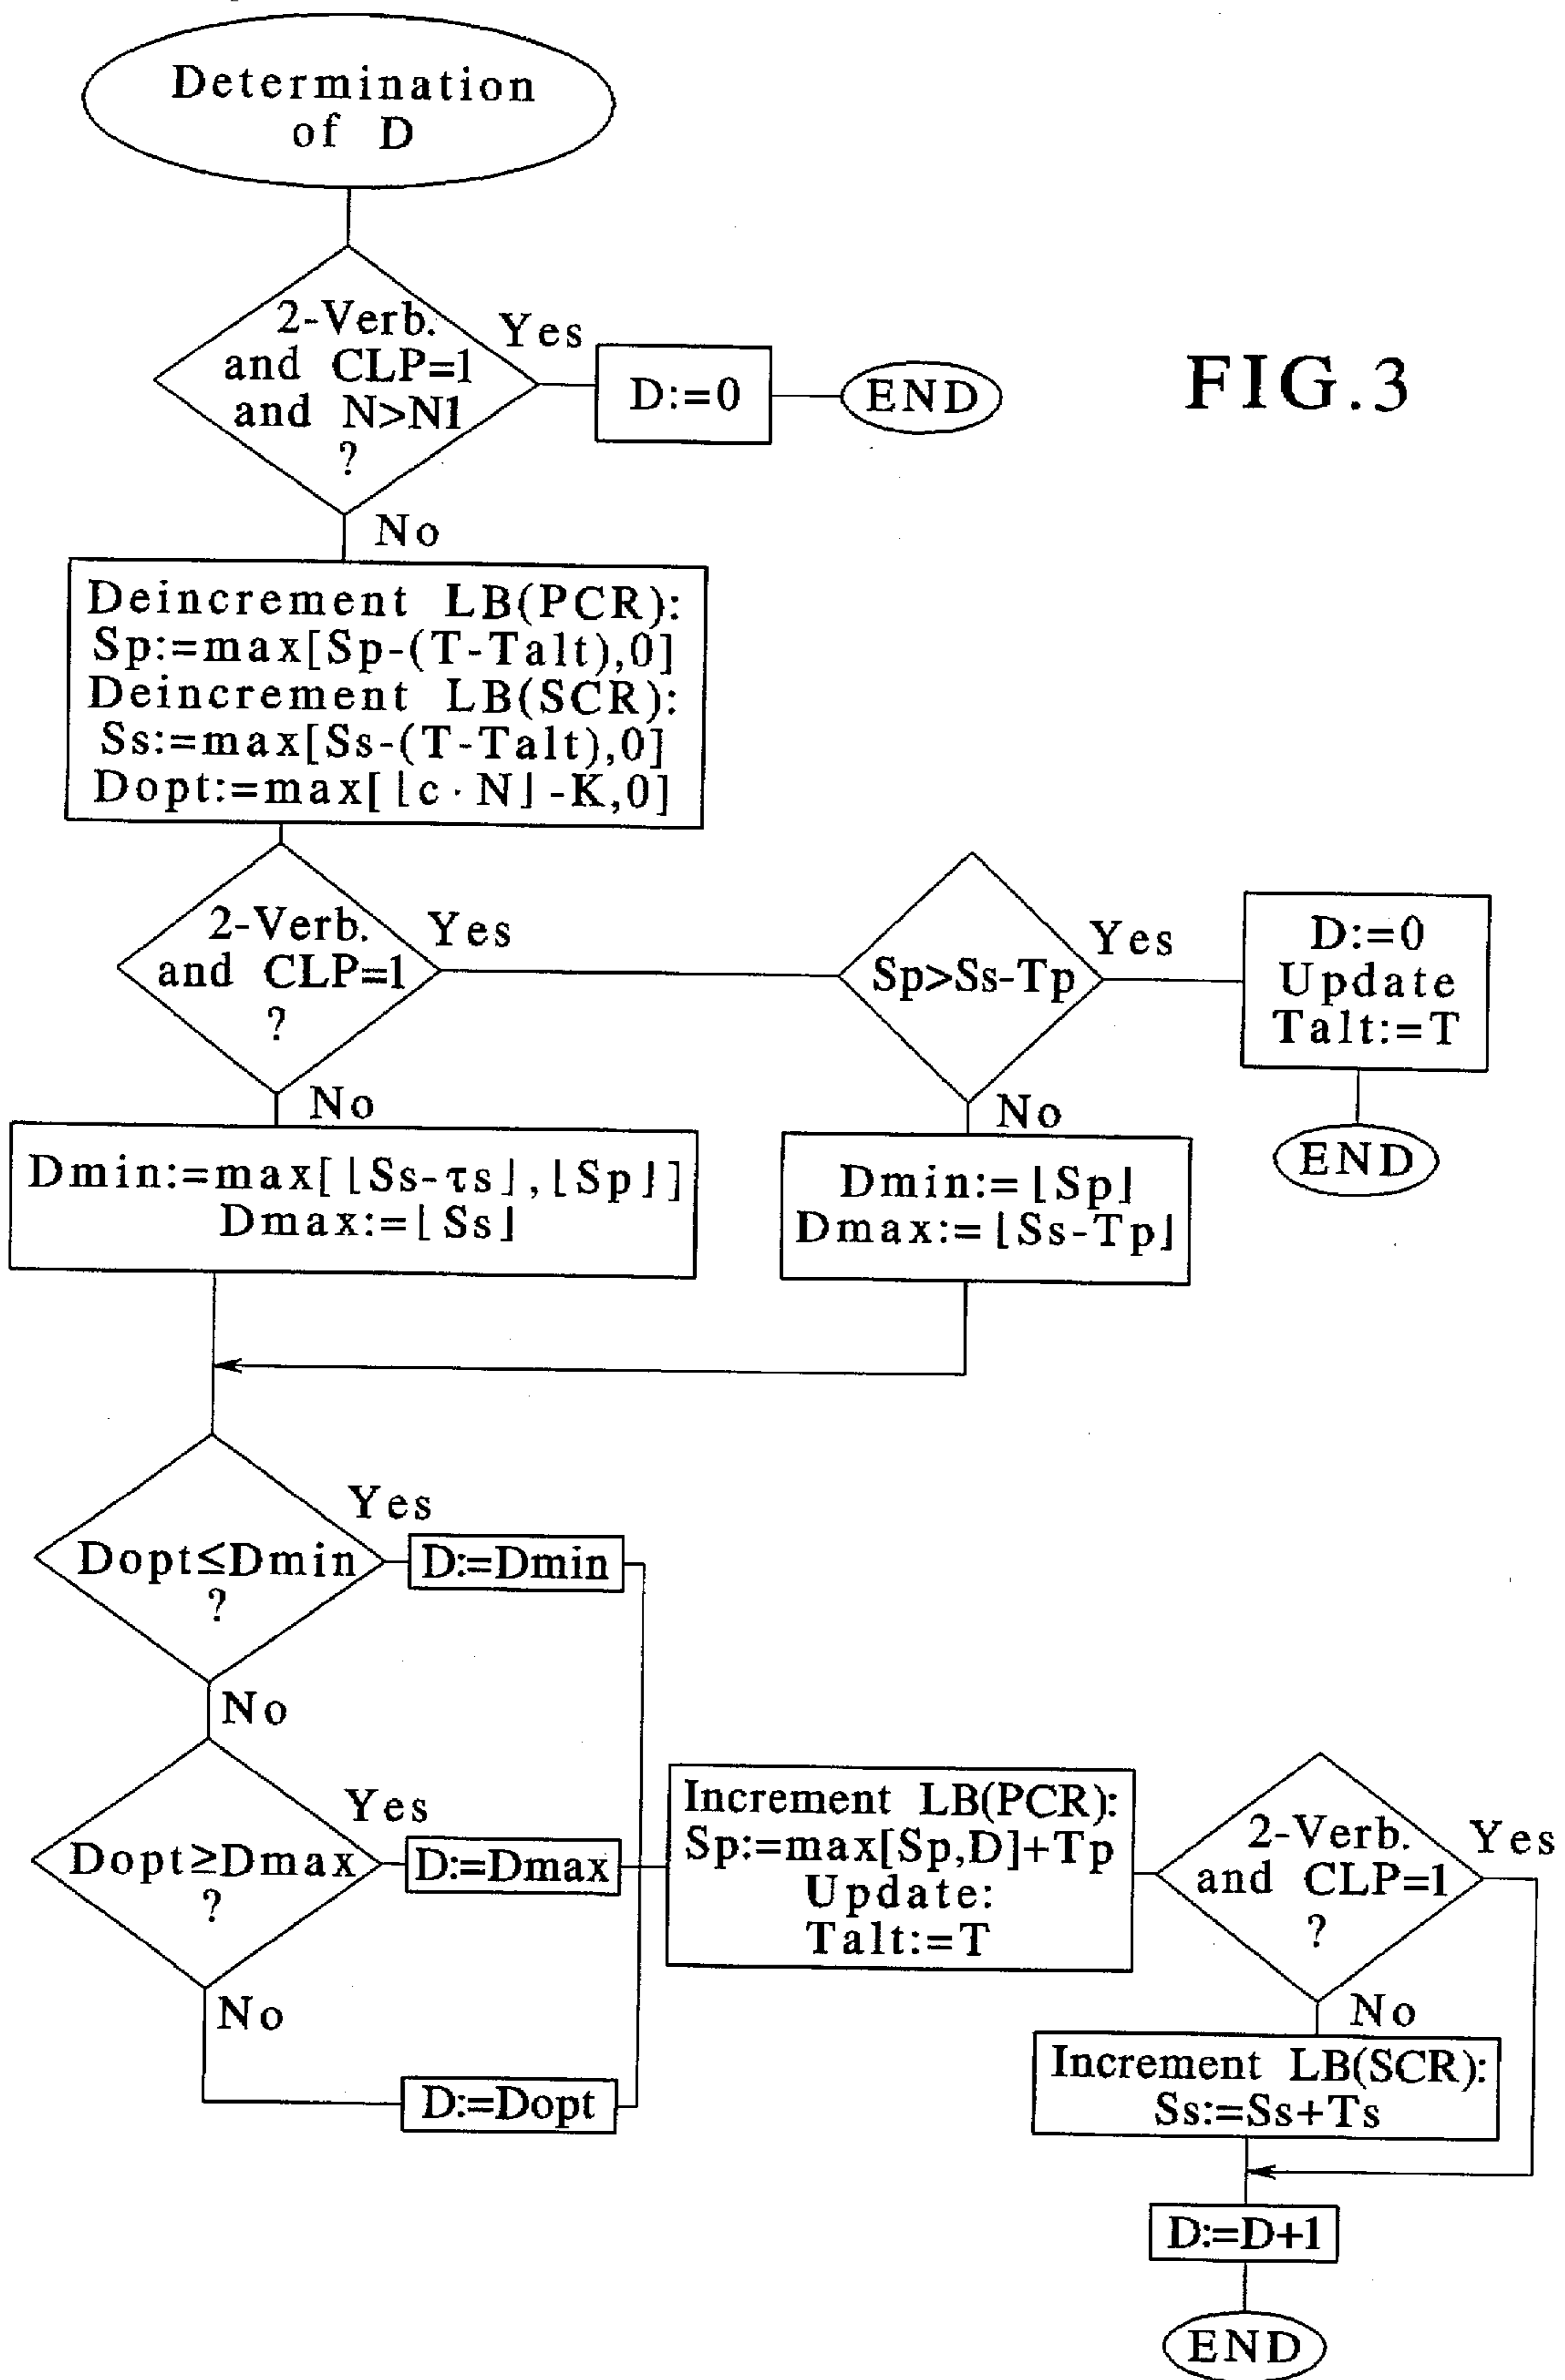 Determination
of D
2-Verb.
and CLP=1
and N>N1
?
Yes
D:=0
END
FIG.3
No
Deincrement LB(PCR):
Sp:=max[Sp-(T-Talt),0]
Deincrement LB(SCR):
Ss:=max[Ss-(T-Talt),0]
Dopt:=max[⌊c·N⌋-K,0]
2-Verb.
and CLP=1
?
Yes
Sp>Ss-Tp
Yes
D:=0
Update
Talt:=T
END
No
Dmin:=max[⌊Ss-τs⌋,⌊Sp⌋]
Dmax:=⌊Ss⌋
No
Dmin:=⌊Sp⌋
Dmax:=⌊Ss-Tp⌋
Dopt≤Dmin
?
Yes
D:=Dmin
No
Dopt≥Dmax
?
Yes
D:=Dmax
No
D:=Dopt
Increment LB(PCR):
Sp:=max[Sp,D]+Tp
Update:
Talt:=T
2-Verb.
and CLP=1
?
Yes
No
Increment LB(SCR):
Ss:=Ss+Ts
D:=D+1
END